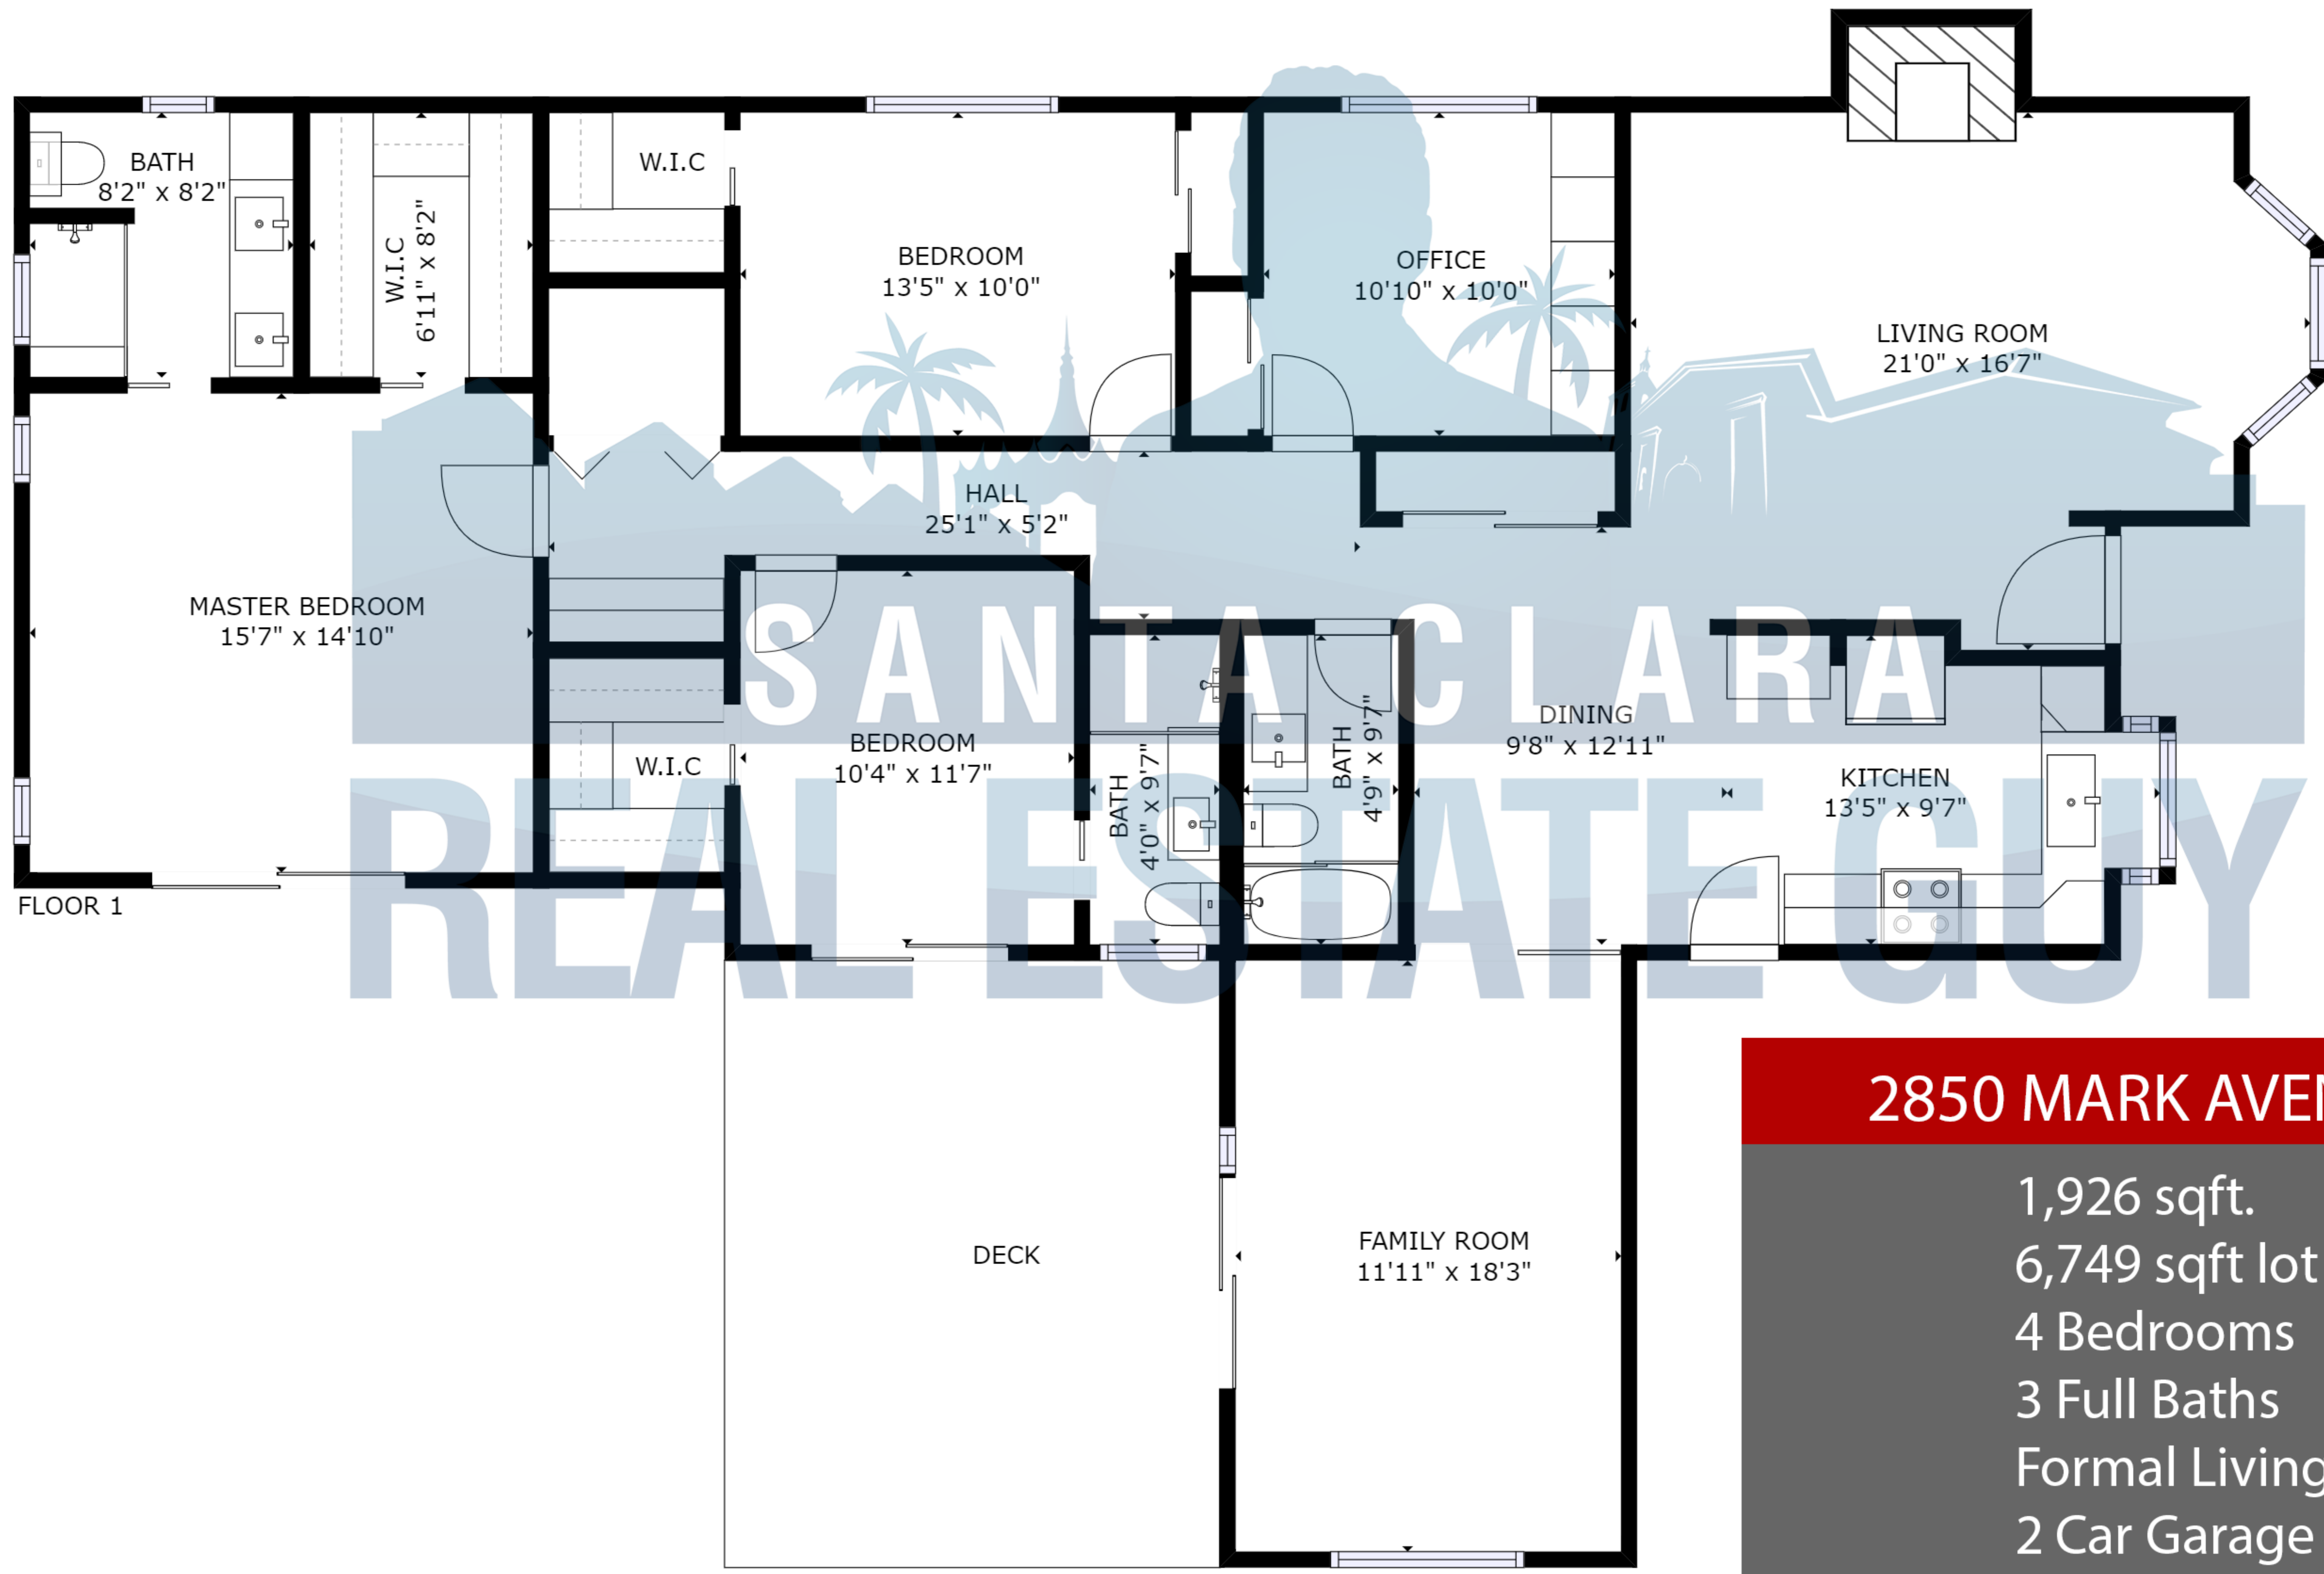 BATH
8'2" x 8'2"
W.I.C
6'11" x 8'2"
W.I.C
BEDROOM
13'5" x 10'0"
OFFICE
10'10" x 10'0"
LIVING ROOM
21'0" x 16'7"
HALL
25'1" x 5'2"
MASTER BEDROOM
15'7" x 14'10"
SANTA CLARA
REAL ESTATE GUY
W.I.C
BEDROOM
10'4" x 11'7"
BATH
4'0" x 9'7"
BATH
4'9" x 9'7"
DINING
9'8" x 12'11"
KITCHEN
13'5" x 9'7"
FLOOR 1
DECK
FAMILY ROOM
11'11" x 18'3"
2850 MARK
1,926 sqft.
6,749 sqft lot
4 Bedrooms
3 Full Baths
Formal Living
2 Car Garage